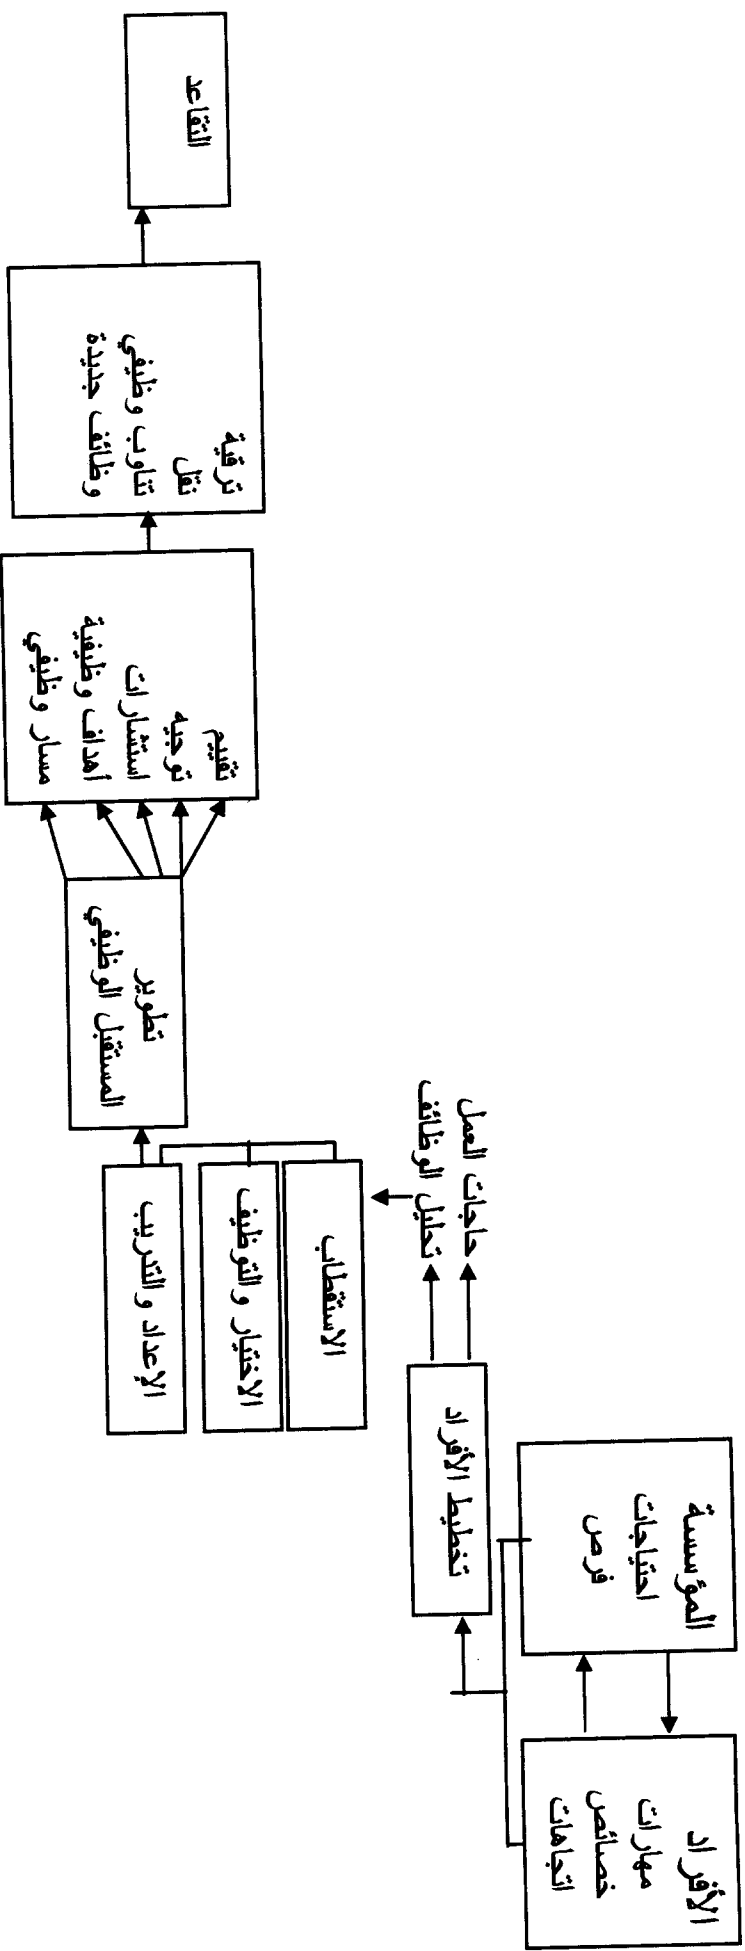 الأفراد
مهارات
خصائص
اتجاهات
المؤسسة
احتياجات
فرص
تخطيط الأفراد
حاجات العمل
تحليل الوظائف
الاستقطاب
الاختيار والتوظيف
الإعداد والتدريب
تطوير
المستقبل الوظيفي
تقييم
توجيه
استشارات
أهداف وظيفية
مسار وظيفي
ترقية
نقل
تناوب وظيفي
وظائف جديدة
التقاعد